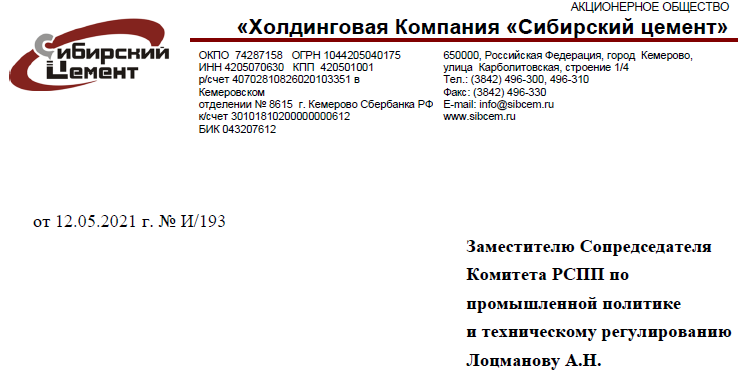 АКЦИОНЕРНОЕ ОБЩЕСТВО
«Холдинговая Компания «Сибирский цемент»
Сибирский
Цемент
ОКПО 74287158 ОГРН 1044205040175
ИНН 4205070630 КПП 420501001
р/счет 40702810826020103351 в
Кемеровском
отделении № 8615 г. Кемерово Сбербанка РФ
к/счет 30101810200000000612
БИК 043207612
650000, Российская Федерация, город Кемерово,
улица Карболитовская, строение 1/4
Тел.: (3842) 496-300, 496-310
Факс: (3842) 496-330
E-mail: info@sibcem.ru
www.sibcem.ru
от 12.05.2021 г. № И/193
Заместителю Сопредседателя
Комитета РСПП по
промышленной политике
и техническому регулированию
Лоцманову А.Н.